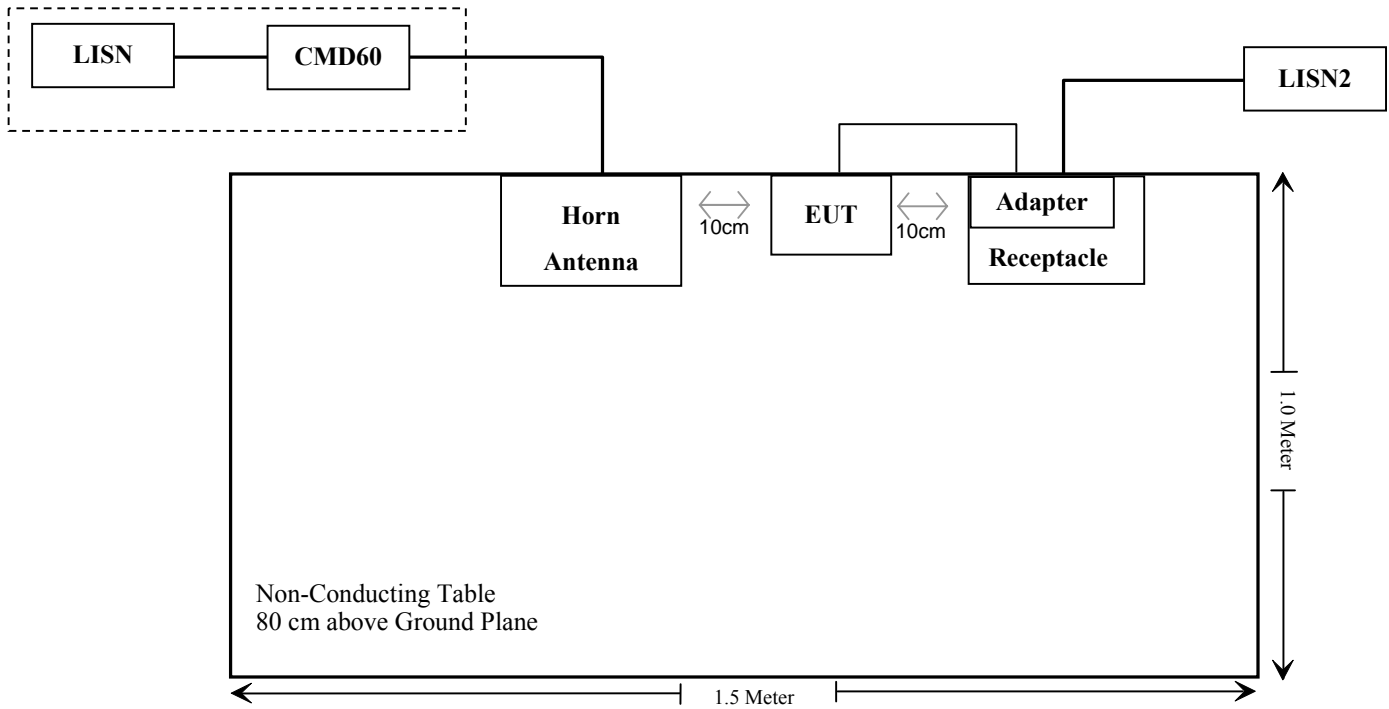 LISN
CMD60
LISN2
Horn
Antenna
10cm
EUT
10cm
Adapter
Receptacle
1.0 Meter
Non-Conducting Table
80 cm above Ground Plane
1.5 Meter